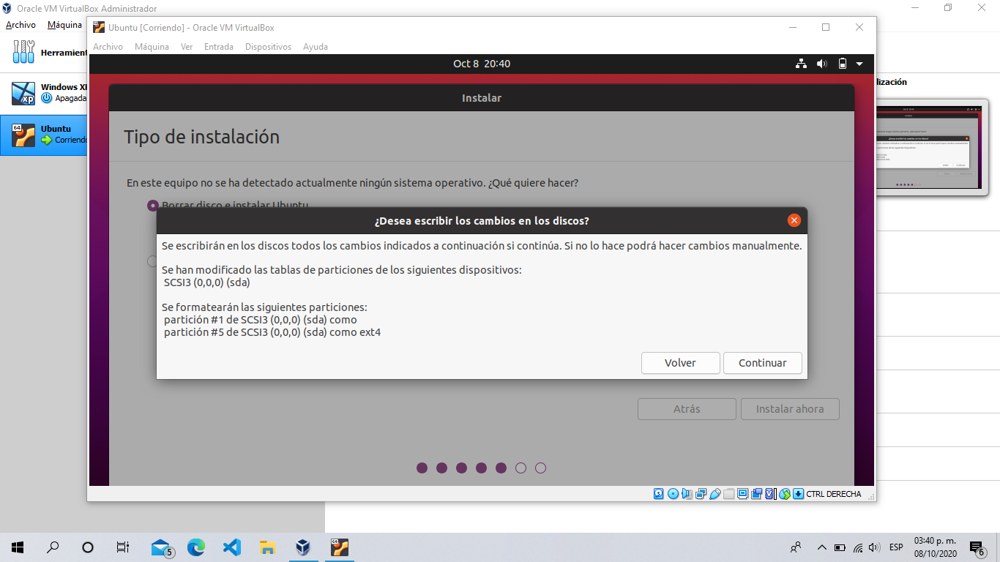 Oracle VM VirtualBox Administrador
Archivo Máquina
Herramient
Windows XP
Apagada
Ubuntu
Corriendo
lización
Ubuntu [Corriendo] - Oracle VM VirtualBox
Archivo Máquina Ver Entrada Dispositivos Ayuda
Oct 8 20:40
Instalar
Tipo de instalación
En este equipo no se ha detectado actualmente ningún sistema operativo. ¿Qué quiere hacer?
Borrar disco e instalar Ubuntu
¿Desea escribir los cambios en los discos?
Se escribirán en los discos todos los cambios indicados a continuación si continúa. Si no lo hace podrá hacer cambios manualmente.
Se han modificado las tablas de particiones de los siguientes dispositivos:
SCSI3 (0,0,0) (sda)
Se formatearán las siguientes particiones:
partición #1 de SCSI3 (0,0,0) (sda) como
partición #5 de SCSI3 (0,0,0) (sda) como ext4
Volver Continuar
Atrás Instalar ahora
CTRL DERECHA
5
64
ESP
03:40 p. m.
08/10/2020
6